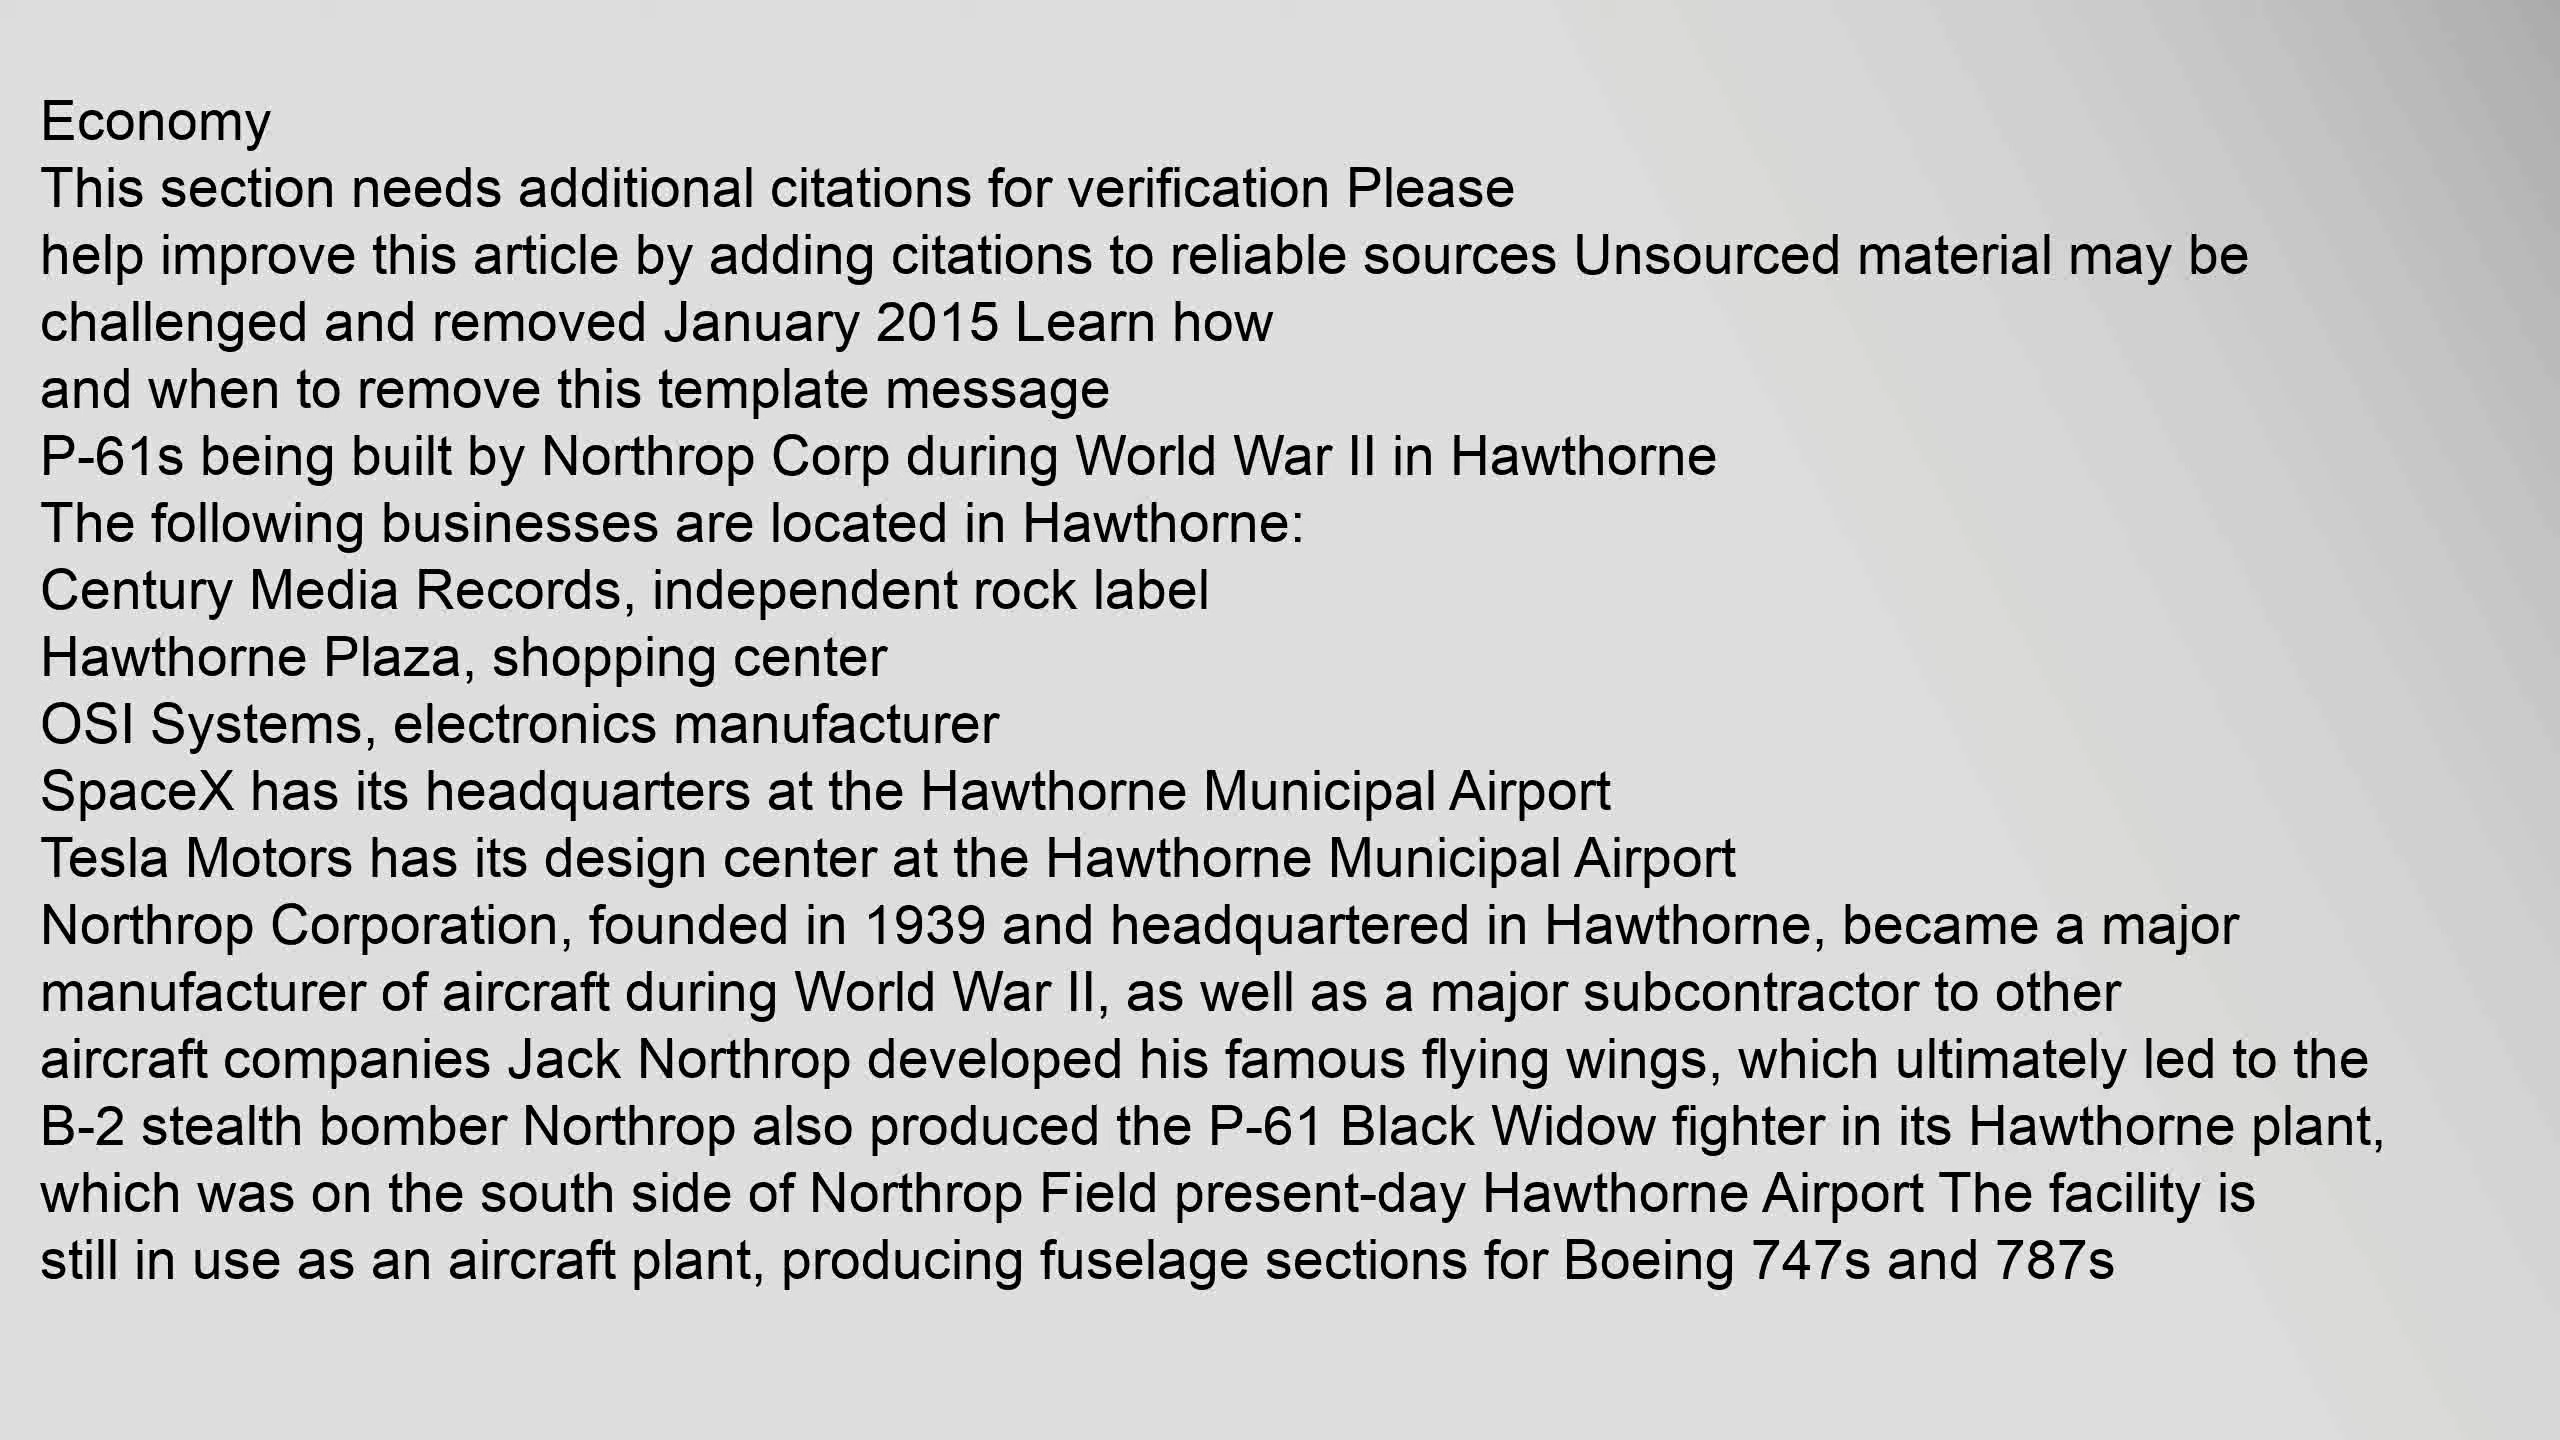 Economy
This section needs additional citations for verification Please
help improve this article by adding citations to reliable sources Unsourced material may be
challenged and removed January 2015 Learn how
and when to remove this template message
P-61s being built by Northrop Corp during World War II in Hawthorne
The following businesses are located in Hawthorne:
Century Media Records, independent rock label
Hawthorne Plaza, shopping center
OSI Systems, electronics manufacturer
SpaceX has its headquarters at the Hawthorne Municipal Airport
Tesla Motors has its design center at the Hawthorne Municipal Airport
Northrop Corporation, founded in 1939 and headquartered in Hawthorne, became a major
manufacturer of aircraft during World War II, as well as a major subcontractor to other
aircraft companies Jack Northrop developed his famous flying wings, which ultimately led to the
B-2 stealth bomber Northrop also produced the P-61 Black Widow fighter in its Hawthorne plant,
which was on the south side of Northrop Field present-day Hawthorne Airport The facility is
still in use as an aircraft plant, producing fuselage sections for Boeing 747s and 787s